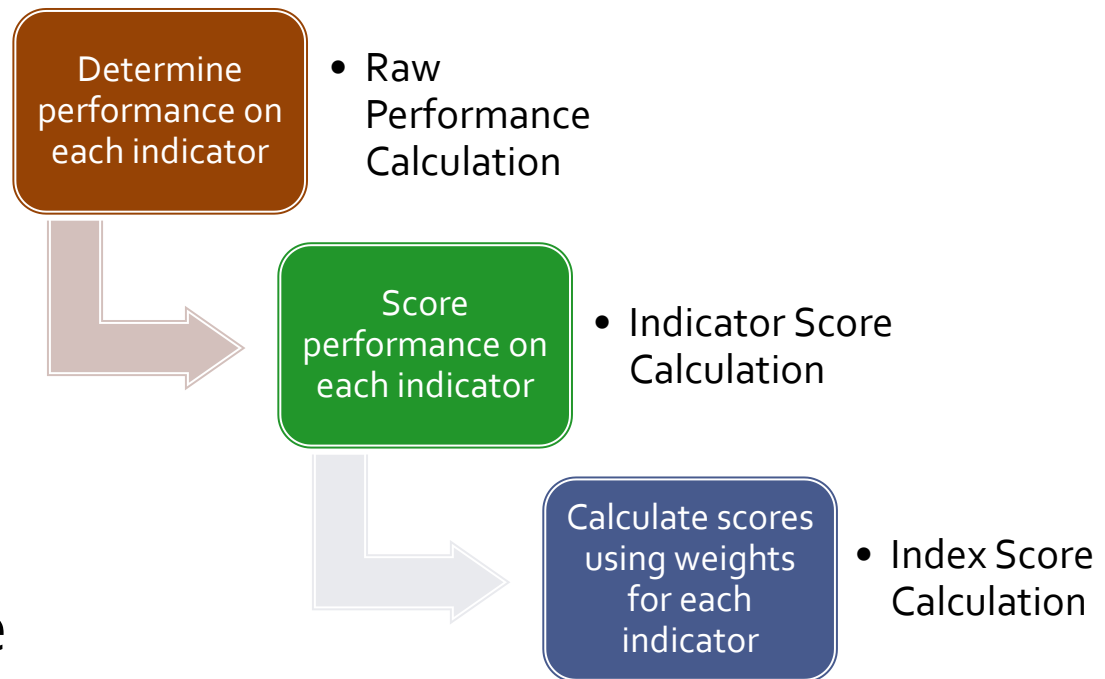 Determine
performance on
each indicator
• Raw
Performance
Calculation
Score
performance on
each indicator
• Indicator Score
Calculation
Calculate scores
using weights
for each
indicator
• Index Score
Calculation
e